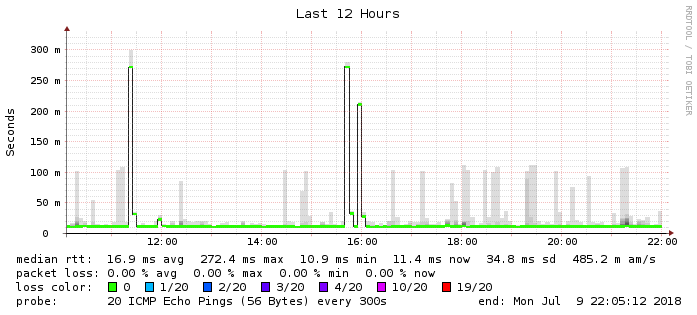 Last 12 Hours
RRDTOOL / TOBI OETIKER
Seconds
300 m
250 m
200 m
150 m
100 m
50 m
0
12:00 14:00 16:00 18:00 20:00 22:00
median rtt: 16.9 ms avg 272.4 ms max 10.9 ms min 11.4 ms now 34.8 ms sd 485.2 m am/s
packet loss: 0.00 % avg 0.00 % max 0.00 % min 0.00 % now
loss color: 0 1/20 2/20 3/20 4/20 10/20 19/20
probe: 20 ICMP Echo Pings (56 Bytes) every 300s end: Mon Jul 9 22:05:12 2018